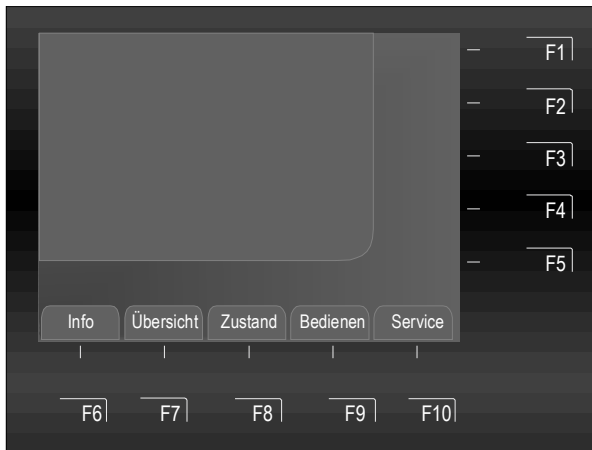 F1
F2
F3
F4
F5
Info Übersicht Zustand Bedienen Service
F6 F7 F8 F9 F10